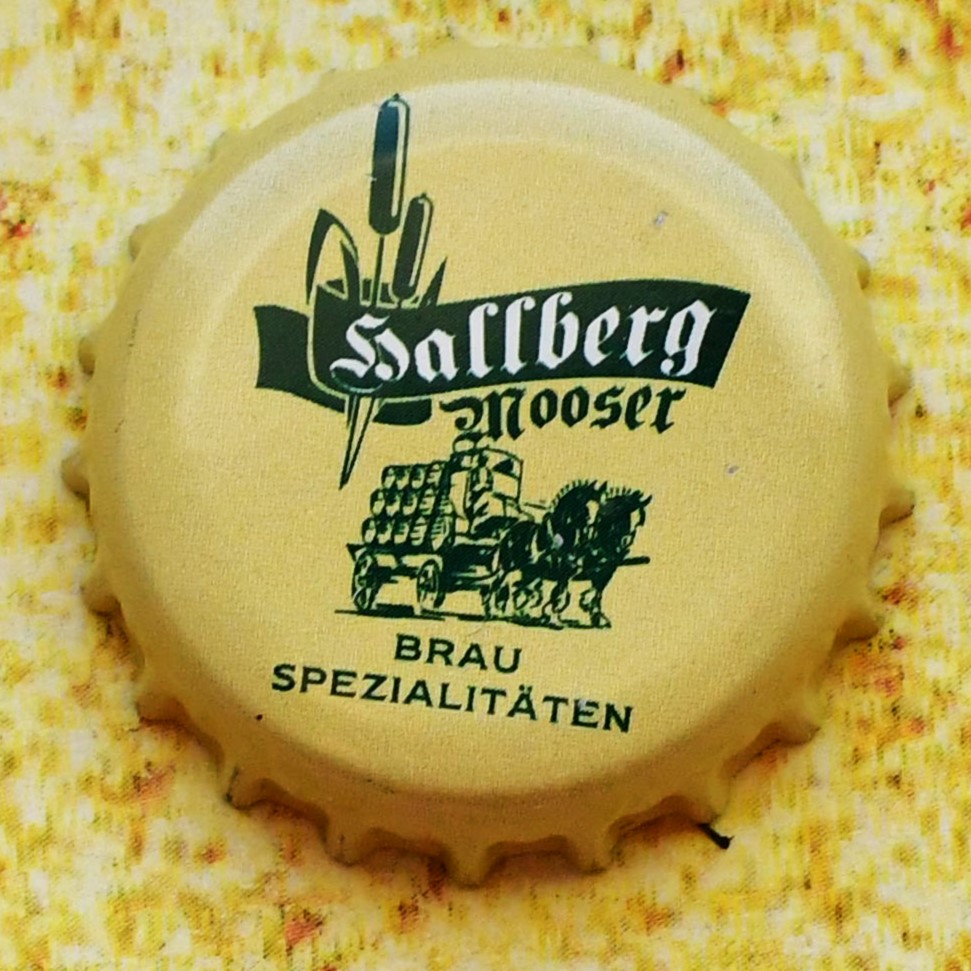 Hallberg
Mooser
BRAU
SPEZIALITÄTEN